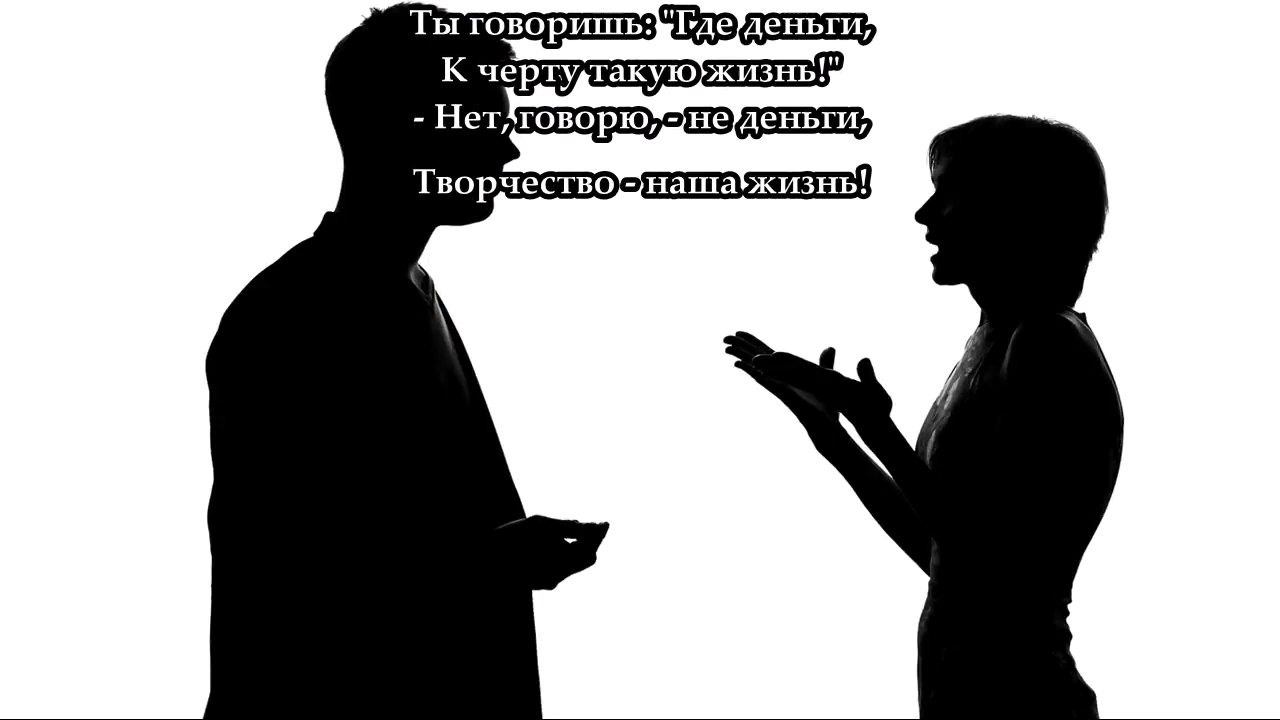 Ты говоришь: "Где деньги,
К черту такую жизнь!"
- Нет, говорю, - не деньги,
Творчество - наша жизнь!